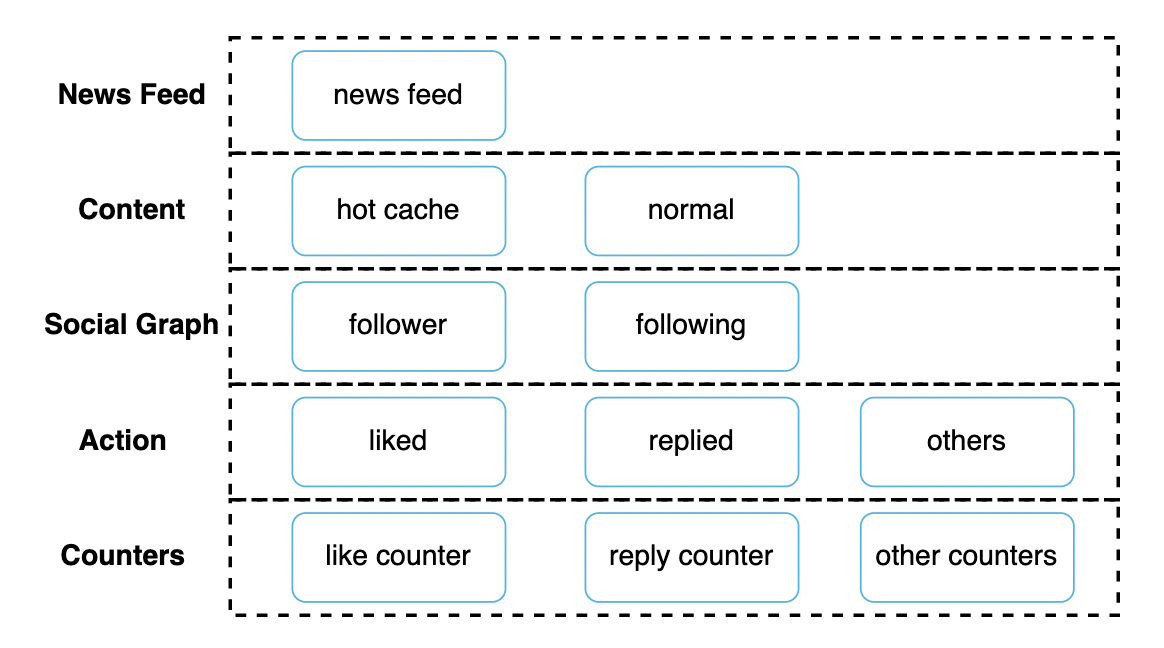 News Feed
news feed
Content
hot cache
normal
Social Graph
follower
following
Action
liked
replied
others
Counters
like counter
reply counter
other counters